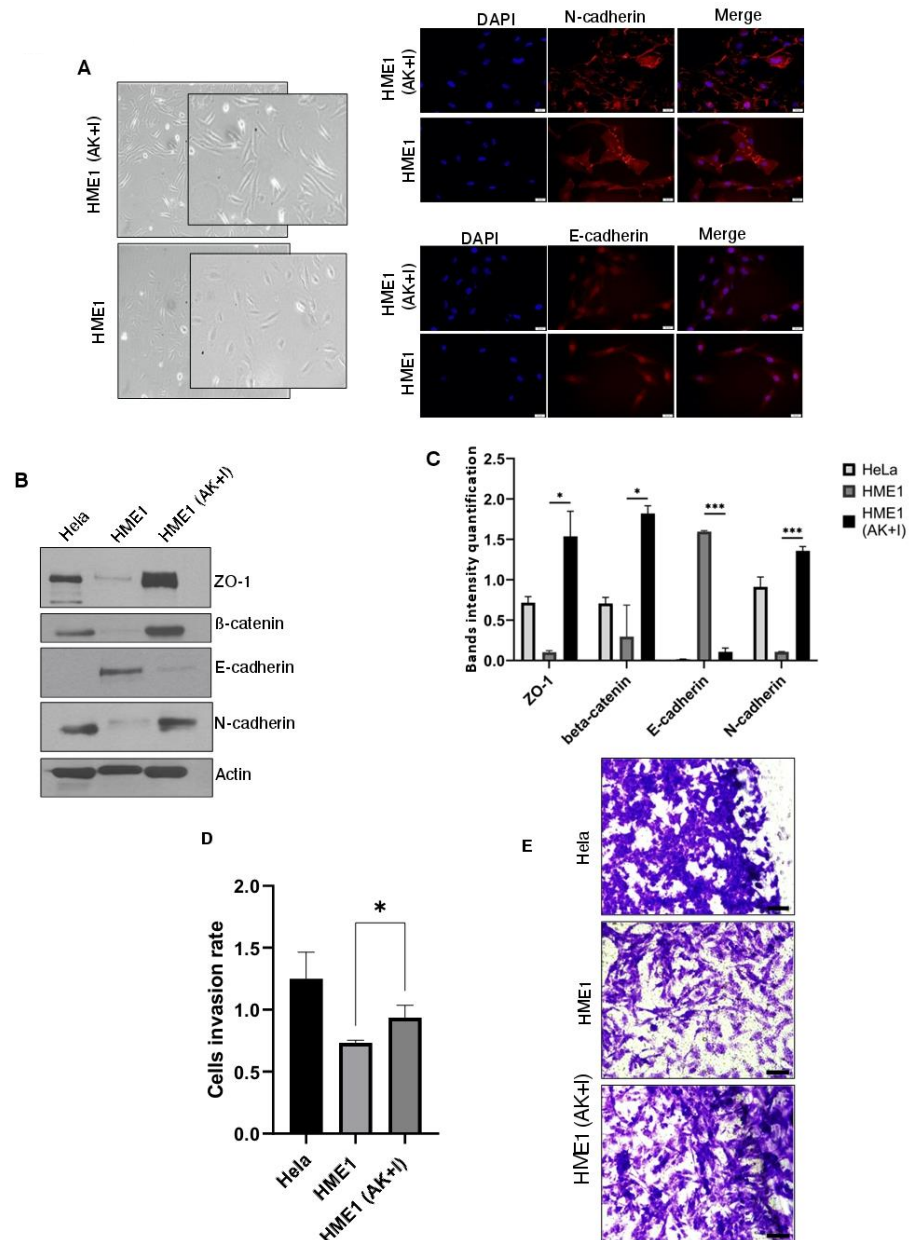 A
HME1 (AK+I)
HME1
DAPI N-cadherin Merge
HME1
(AK+I)
HME1
DAPI E-cadherin Merge
HME1
(AK+I)
HME1
B
Hela HME1 HME1 (AK+I)
ZO-1
ß-catenin
E-cadherin
N-cadherin
Actin
C
Bands intensity quantification
2.5
2.0
1.5
1.0
0.5
0.0
* * *** ***
ZO-1 beta-catenin E-cadherin N-cadherin
HeLa
HME1
HME1
(AK+I)
D
Cells invasion rate
2.0
1.5
1.0
0.5
0.0
*
Hela HME1 HME1 (AK+I)
E
Hela
HME1
HME1 (AK+I)